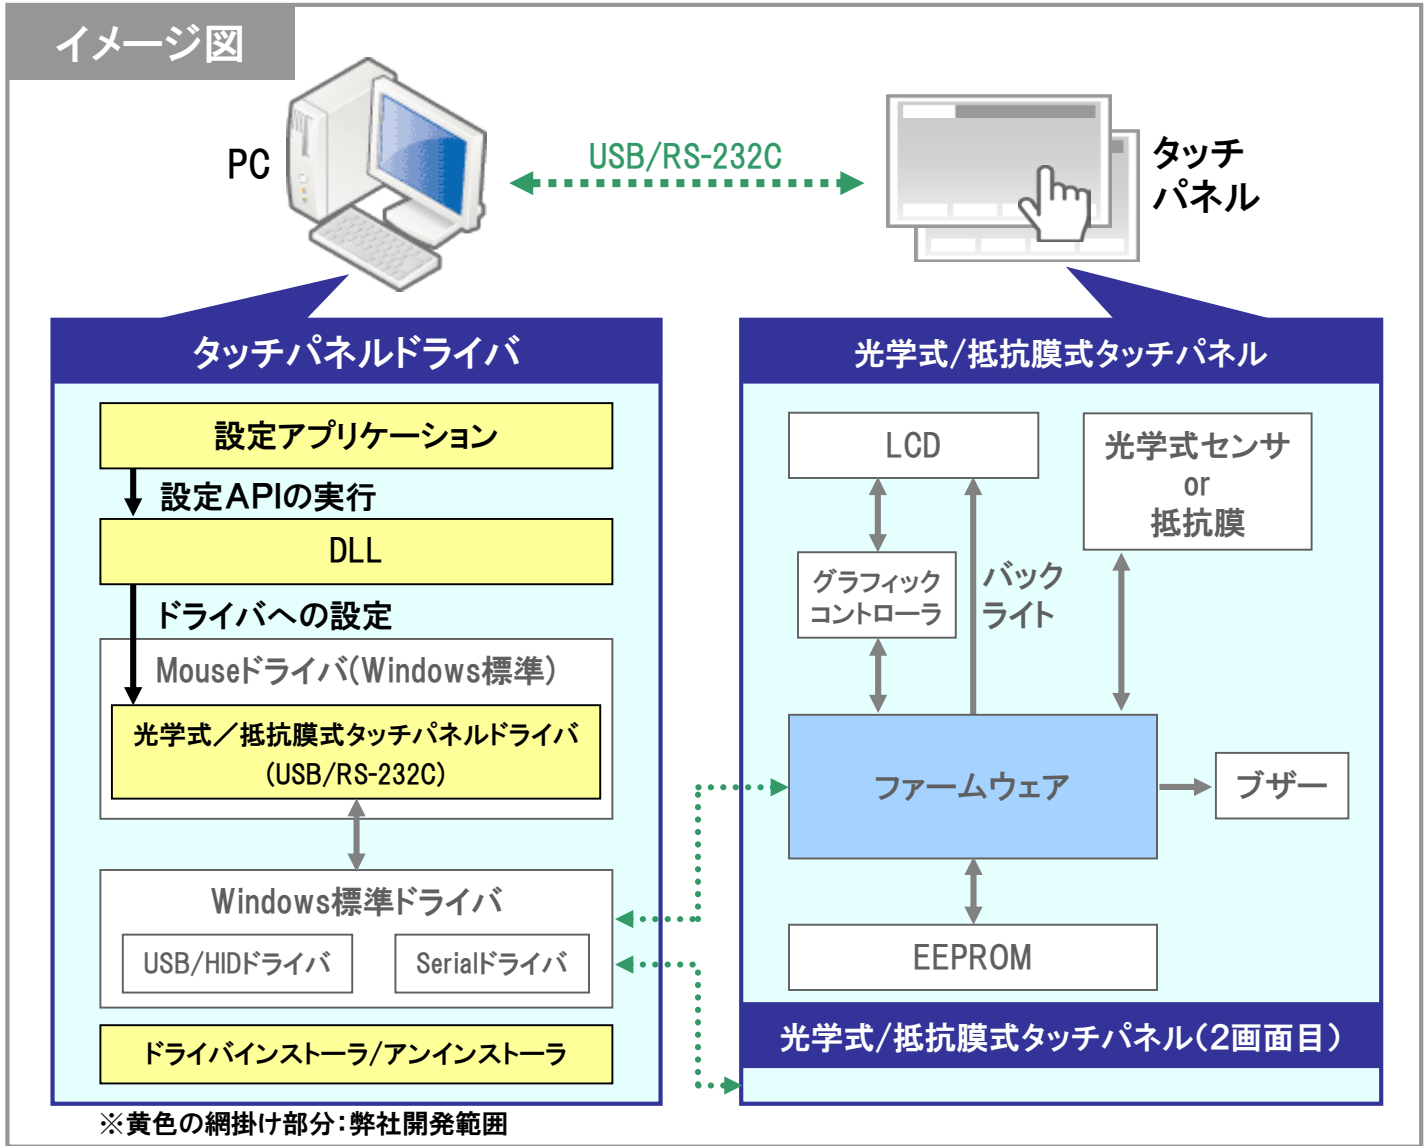 イメージ図
PC
USB/RS-232C
タッチ
パネル
タッチパネルドライバ
設定アプリケーション
設定APIの実行
DLL
ドライバへの設定
Mouseドライバ(Windows標準)
光学式／抵抗膜式タッチパネルドライバ
(USB/RS-232C)
Windows標準ドライバ
USB/HIDドライバ
Serialドライバ
ドライバインストーラ/アンインストーラ
※黄色の網掛け部分：弊社開発範囲
光学式/抵抗膜式タッチパネル
LCD
光学式センサ
or
抵抗膜
グラフィック
コントローラ
バック
ライト
ファームウェア
ブザー
EEPROM
光学式/抵抗膜式タッチパネル(2画面目)